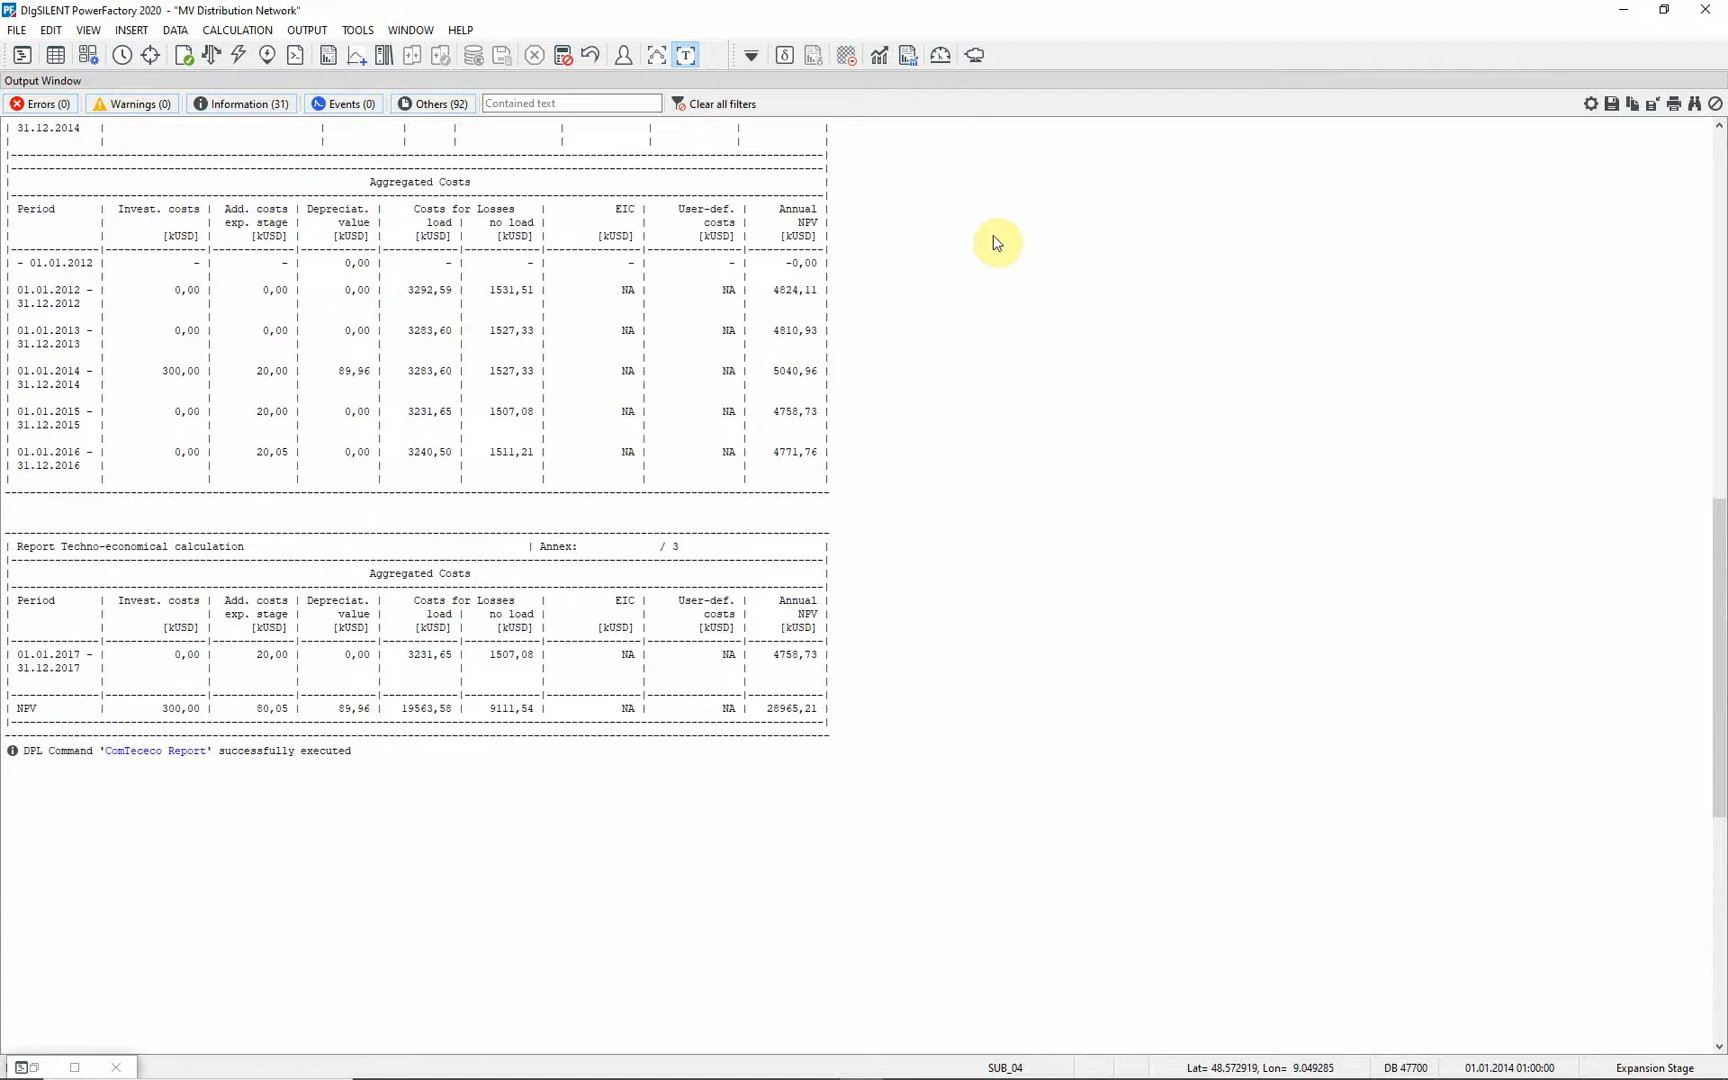 DIgSILENT PowerFactory 2020 - "MV Distribution Network"
FILE EDIT VIEW INSERT DATA CALCULATION OUTPUT TOOLS WINDOW HELP
Output Window
Errors (0) Warnings (0) Information (31) Events (0) Others (92) Contained text Clear all filters
31.12.2014
Aggregated Costs
Period | Invest. costs | Add. costs | Depreciat. | Costs for Losses | EIC | User-def. | Annual
exp. stage | value | load | no load | costs | NPV
[kUSD] | [kUSD] | [kUSD] | [kUSD] | [kUSD] | [kUSD] | [kUSD] | [kUSD]
- 01.01.2012 | - | - | 0,00 | - | - | - | - | -0,00
01.01.2012 - | 0,00 | 0,00 | 0,00 | 3292,59 | 1531,51 | NA | NA | 4824,11
31.12.2012
01.01.2013 - | 0,00 | 0,00 | 0,00 | 3283,60 | 1527,33 | NA | NA | 4810,93
31.12.2013
01.01.2014 - | 300,00 | 20,00 | 89,96 | 3283,60 | 1527,33 | NA | NA | 5040,96
31.12.2014
01.01.2015 - | 0,00 | 20,00 | 0,00 | 3231,65 | 1507,08 | NA | NA | 4758,73
31.12.2015
01.01.2016 - | 0,00 | 20,05 | 0,00 | 3240,50 | 1511,21 | NA | NA | 4771,76
31.12.2016
Report Techno-economical calculation | Annex: / 3
Aggregated Costs
Period | Invest. costs | Add. costs | Depreciat. | Costs for Losses | EIC | User-def. | Annual
exp. stage | value | load | no load | costs | NPV
[kUSD] | [kUSD] | [kUSD] | [kUSD] | [kUSD] | [kUSD] | [kUSD] | [kUSD]
01.01.2017 - | 0,00 | 20,00 | 0,00 | 3231,65 | 1507,08 | NA | NA | 4758,73
31.12.2017
NPV | 300,00 | 80,05 | 89,96 | 19563,58 | 9111,54 | NA | NA | 28965,21
DPL Command 'ComTececo Report' successfully executed
SUB_04 Lat= 48.572919, Lon= 9.049285 DB 47700 01.01.2014 01:00:00 Expansion Stage